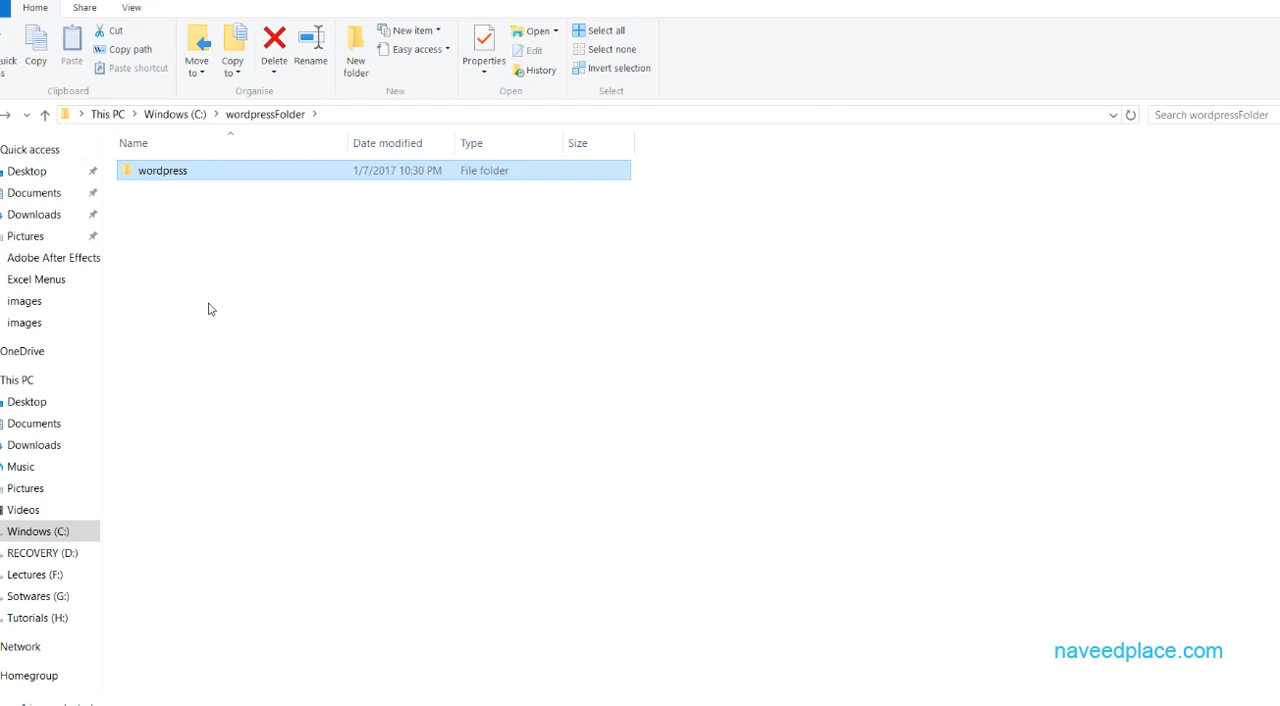 Home Share View
Copy
Paste
Cut
Copy path
Paste shortcut
Clipboard
Move to
Copy to
Delete
Rename
Organise
New folder
New item
Easy access
New
Properties
Open
Edit
History
Open
Select all
Select none
Invert selection
Select
This PC > Windows (C:) > wordpressFolder >
Search wordpressFolder
Name Date modified Type Size
wordpress 1/7/2017 10:30 PM File folder
Quick access
Desktop
Documents
Downloads
Pictures
Adobe After Effects
Excel Menus
images
images
OneDrive
This PC
Desktop
Documents
Downloads
Music
Pictures
Videos
Windows (C:)
RECOVERY (D:)
Lectures (F:)
Sotwares (G:)
Tutorials (H:)
Network
Homegroup
naveedplace.com